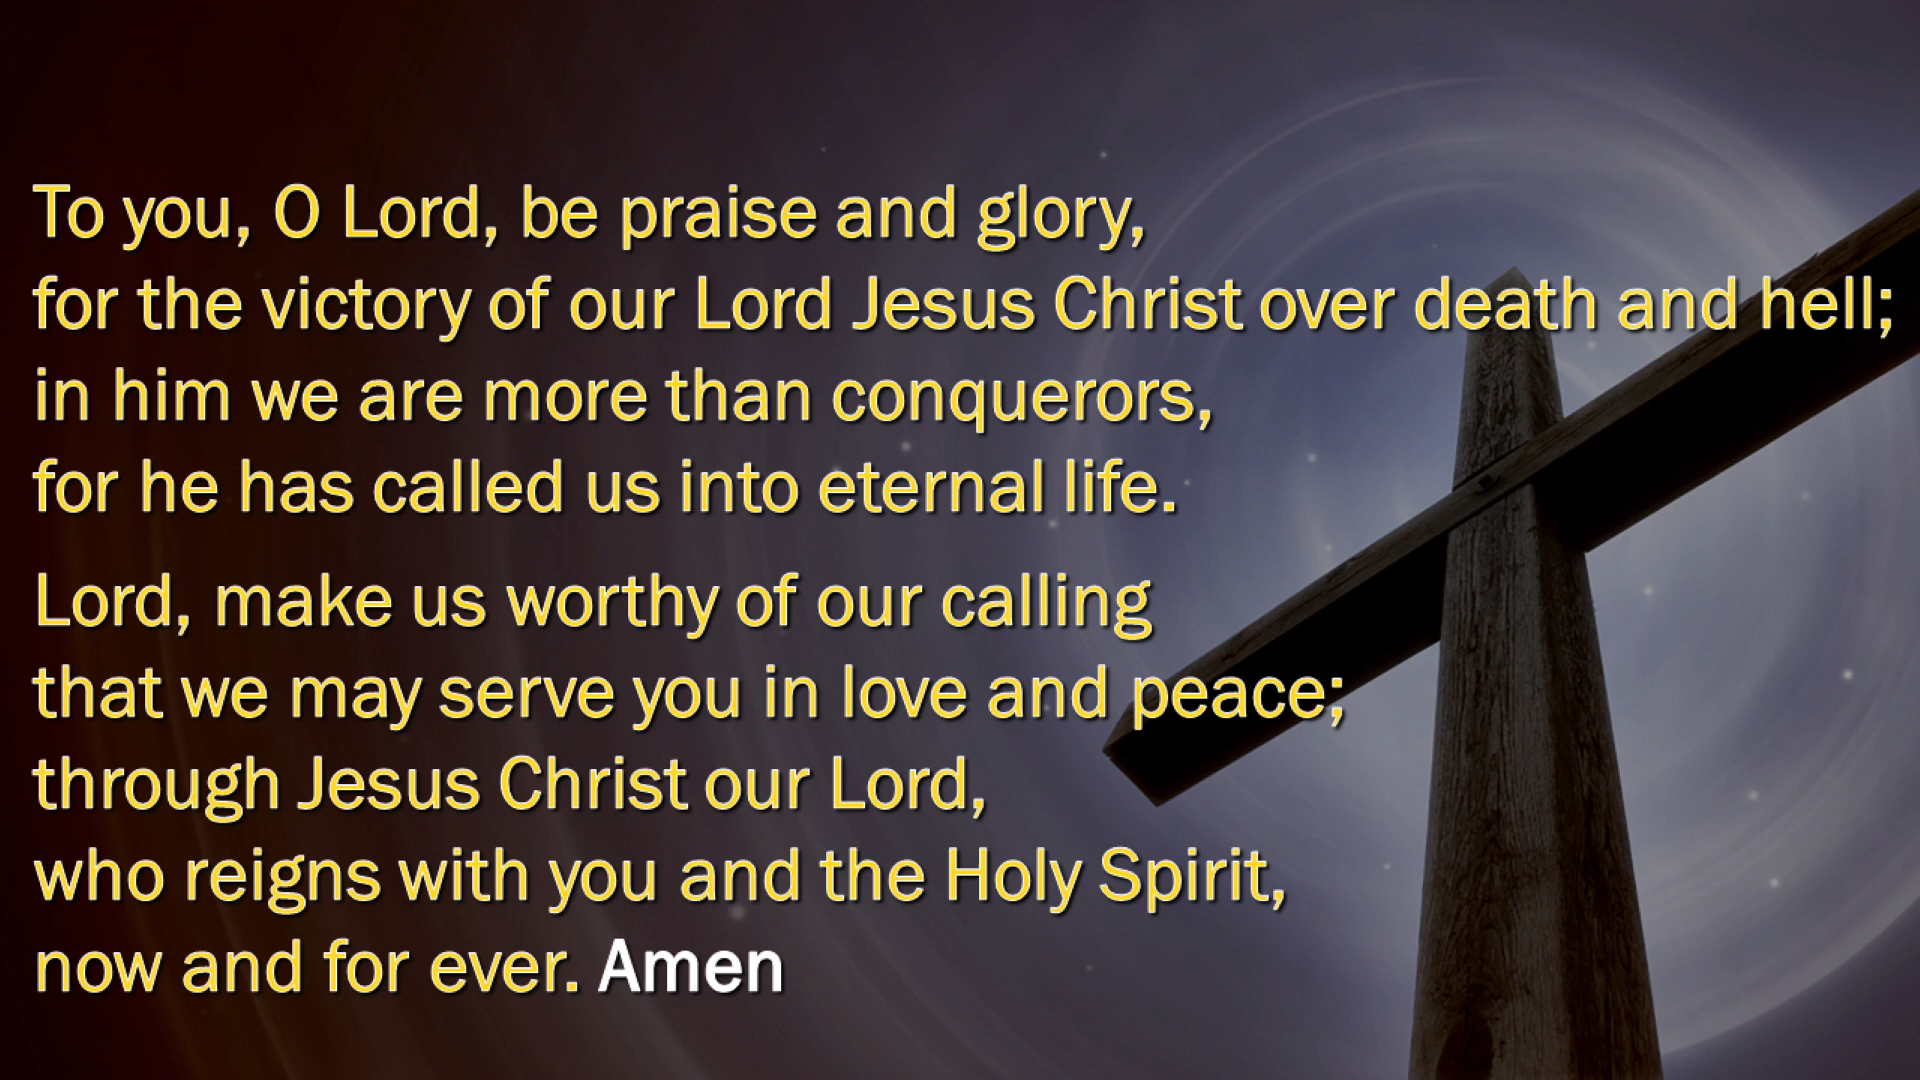 To you, O Lord, be praise and glory,
for the victory of our Lord Jesus Christ over death and hell;
in him we are more than conquerors,
for he has called us into eternal life.
Lord, make us worthy of our calling
that we may serve you in love and peace;
through Jesus Christ our Lord,
who reigns with you and the Holy Spirit,
now and for ever. Amen